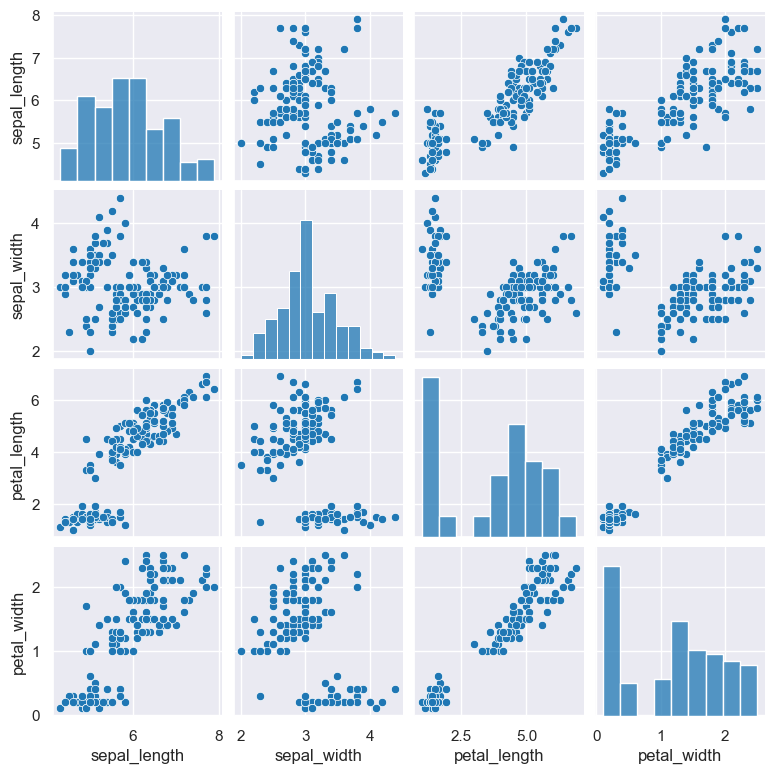 sepal_length
8
7
6
5
sepal_width
4
3
2
petal_length
6
4
2
petal_width
2
1
0
6 8
2 3 4
2.5 5.0
0 1 2
sepal_length sepal_width petal_length petal_width